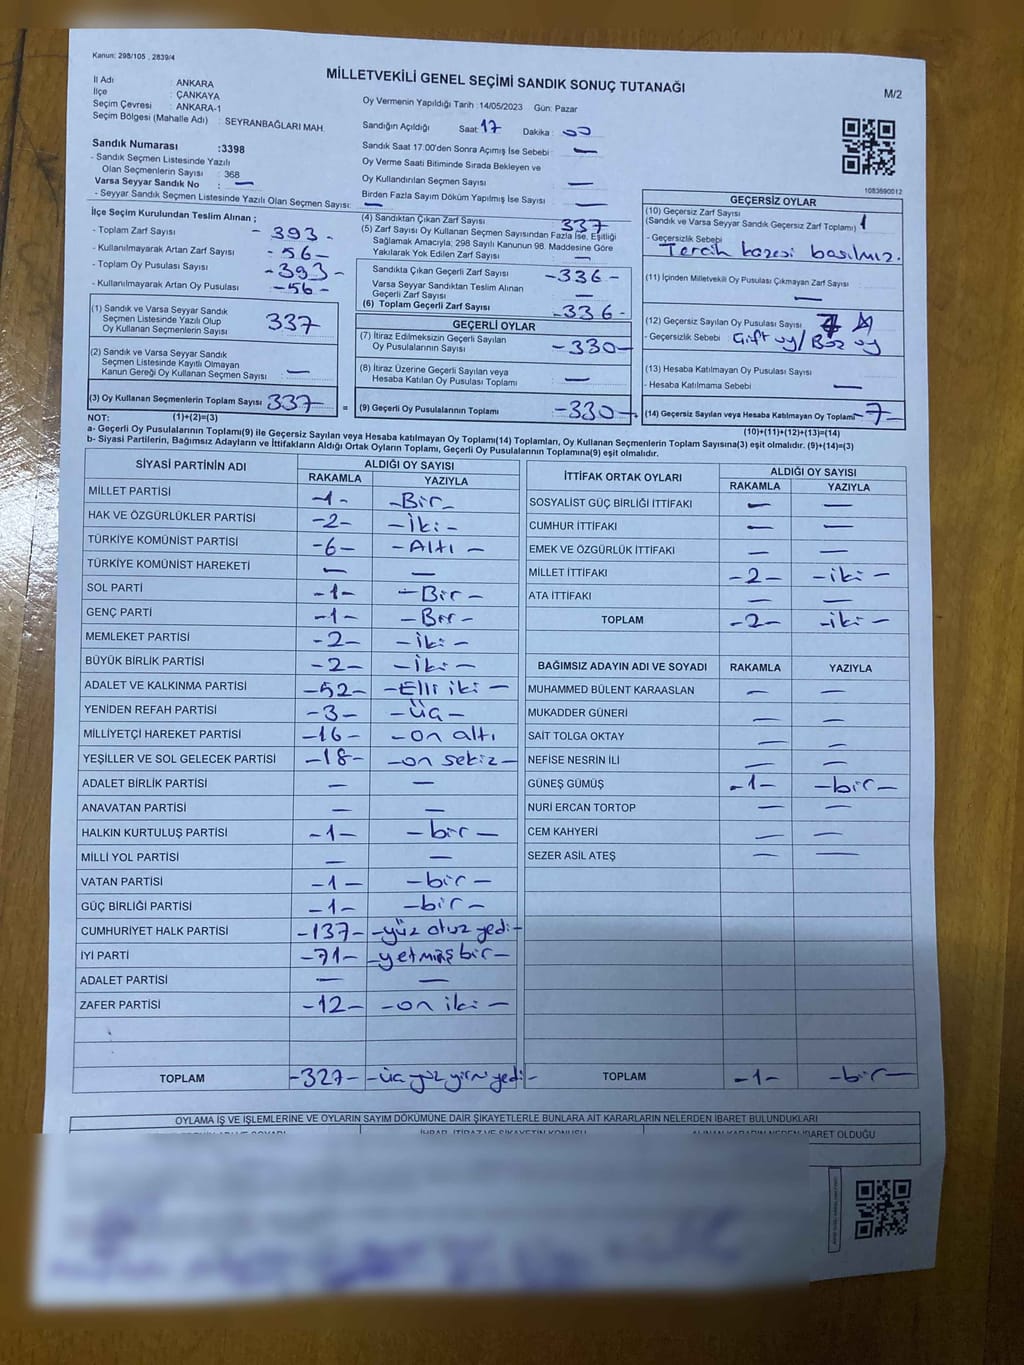 Kanun: 298/105 , 2839/4
MİLLETVEKİLİ GENEL SEÇİMİ SANDIK SONUÇ TUTANAĞI
M/2
İl Adı : ANKARA
İlçe : ÇANKAYA
Seçim Çevresi : ANKARA-1
Seçim Bölgesi (Mahalle Adı) : SEYRANBAĞLARI MAH.
Sandık Numarası :3398
- Sandık Seçmen Listesinde Yazılı
Olan Seçmenlerin Sayısı : 368
Varsa Seyyar Sandık No : —
- Seyyar Sandık Seçmen Listesinde Yazılı Olan Seçmen Sayısı: —
Oy Vermenin Yapıldığı Tarih :14/05/2023 Gün: Pazar
Sandığın Açıldığı Saat: 17 Dakika : 00
Sandık Saat 17:00'den Sonra Açımış İse Sebebi : —
Oy Verme Saati Bitiminde Sırada Bekleyen ve
Oy Kullandırılan Seçmen Sayısı : —
Birden Fazla Sayım Döküm Yapılmış İse Sayısı : —
1083690012
İlçe Seçim Kurulundan Teslim Alınan ;
- Toplam Zarf Sayısı : - 393 -
- Kullanılmayarak Artan Zarf Sayısı : -56-
- Toplam Oy Pusulası Sayısı : -393-
- Kullanılmayarak Artan Oy Pusulası : -56-
(1) Sandık ve Varsa Seyyar Sandık
Seçmen Listesinde Yazılı Olup
Oy Kullanan Seçmenlerin Sayısı : 337
(2) Sandık ve Varsa Seyyar Sandık
Seçmen Listesinde Kayıtlı Olmayan
Kanun Gereği Oy Kullanan Seçmen Sayısı : —
(3) Oy Kullanan Seçmenlerin Toplam Sayısı : 337
(1)+(2)=(3)
=
(4) Sandıktan Çıkan Zarf Sayısı : 337
(5) Zarf Sayısı Oy Kullanan Seçmen Sayısından Fazla İse, Eşitliği
Sağlamak Amacıyla, 298 Sayılı Kanunun 98. Maddesine Göre
Yakılarak Yok Edilen Zarf Sayısı : —
Sandıkta Çıkan Geçerli Zarf Sayısı : -336-
Varsa Seyyar Sandıktan Teslim Alınan
Geçerli Zarf Sayısı : —
(6) Toplam Geçerli Zarf Sayısı : -336-
GEÇERLİ OYLAR
(7) İtiraz Edilmeksizin Geçerli Sayılan
Oy Pusulalarının Sayısı : -330-
(8) İtiraz Üzerine Geçerli Sayılan veya
Hesaba Katılan Oy Pusulası Toplamı : —
(9) Geçerli Oy Pusulalarının Toplamı : -330-
GEÇERSİZ OYLAR
(10) Geçersiz Zarf Sayısı
(Sandık ve Varsa Seyyar Sandık Geçersiz Zarf Toplamı) : 1
- Geçersizlik Sebebi
Tercih kazesi basılmız.
(11) İçinden Milletvekili Oy Pusulası Çıkmayan Zarf Sayısı :
—
(12) Geçersiz Sayılan Oy Pusulası Sayısı :
- Geçersizlik Sebebi : Çift oy/ Boz oy
(13) Hesaba Katılmayan Oy Pusulası Sayısı :
- Hesaba Katılmama Sebebi : —
(14) Geçersiz Sayılan veya Hesaba Katılmayan Oy Toplamı: -7-
(10)+(11)+(12)+(13)=(14)
NOT:
a- Geçerli Oy Pusulalarının Toplamı(9) ile Geçersiz Sayılan veya Hesaba katılmayan Oy Toplamı(14) Toplamları, Oy Kullanan Seçmenlerin Toplam Sayısına(3) eşit olmalıdır. (9)+(14)=(3)
b- Siyasi Partilerin, Bağımsız Adayların ve İttifakların Aldığı Ortak Oyların Toplamı, Geçerli Oy Pusulalarının Toplamına(9) eşit olmalıdır.
SİYASİ PARTİNİN ADI ALDIĞI OY SAYISI
RAKAMLA YAZIYLA
MİLLET PARTİSİ -1- -Bir-
HAK VE ÖZGÜRLÜKLER PARTİSİ -2- -İki-
TÜRKİYE KOMÜNİST PARTİSİ -6- -Altı-
TÜRKİYE KOMÜNİST HAREKETİ — —
SOL PARTİ -1- -Bir-
GENÇ PARTİ -1- -Bir-
MEMLEKET PARTİSİ -2- -İki-
BÜYÜK BİRLİK PARTİSİ -2- -İki-
ADALET VE KALKINMA PARTİSİ -52- -Elli iki-
YENİDEN REFAH PARTİSİ -3- -Üç-
MİLLİYETÇİ HAREKET PARTİSİ -16- -on altı
YEŞİLLER VE SOL GELECEK PARTİSİ -18- -on sekiz-
ADALET BİRLİK PARTİSİ — —
ANAVATAN PARTİSİ — —
HALKIN KURTULUŞ PARTİSİ -1- -bir-
MİLLİ YOL PARTİSİ — —
VATAN PARTİSİ -1- -bir-
GÜÇ BİRLİĞİ PARTİSİ -1- -bir-
CUMHURİYET HALK PARTİSİ -137- -yüz otuz yedi-
İYİ PARTİ -71- -yetmiş bir-
ADALET PARTİSİ — —
ZAFER PARTİSİ -12- -on iki-
TOPLAM -327- -üç yüz yirmi yedi-
İTTİFAK ORTAK OYLARI ALDIĞI OY SAYISI
RAKAMLA YAZIYLA
SOSYALİST GÜÇ BİRLİĞİ İTTİFAKI — —
CUMHUR İTTİFAKI — —
EMEK VE ÖZGÜRLÜK İTTİFAKI — —
MİLLET İTTİFAKI -2- -iki-
ATA İTTİFAKI — —
TOPLAM -2- -iki-
BAĞIMSIZ ADAYIN ADI VE SOYADI RAKAMLA YAZIYLA
MUHAMMED BÜLENT KARAASLAN — —
MUKADDER GÜNERİ — —
SAİT TOLGA OKTAY — —
NEFİSE NESRİN İLİ — —
GÜNEŞ GÜMÜŞ -1- -bir-
NURİ ERCAN TORTOP — —
CEM KAHYERİ — —
SEZER ASİL ATEŞ — —
TOPLAM -1- -bir-
OYLAMA İŞ VE İŞLEMLERİNE VE OYLARIN SAYIM DÖKÜMÜNE DAİR ŞİKAYETLERLE BUNLARA AİT KARARLARIN NELERDEN İBARET BULUNDUKLARI
İHBAR, İTİRAZ VE ŞİKAYETİN KONUSU ALINAN KARARIN NEDEN İBARET OLDUĞU